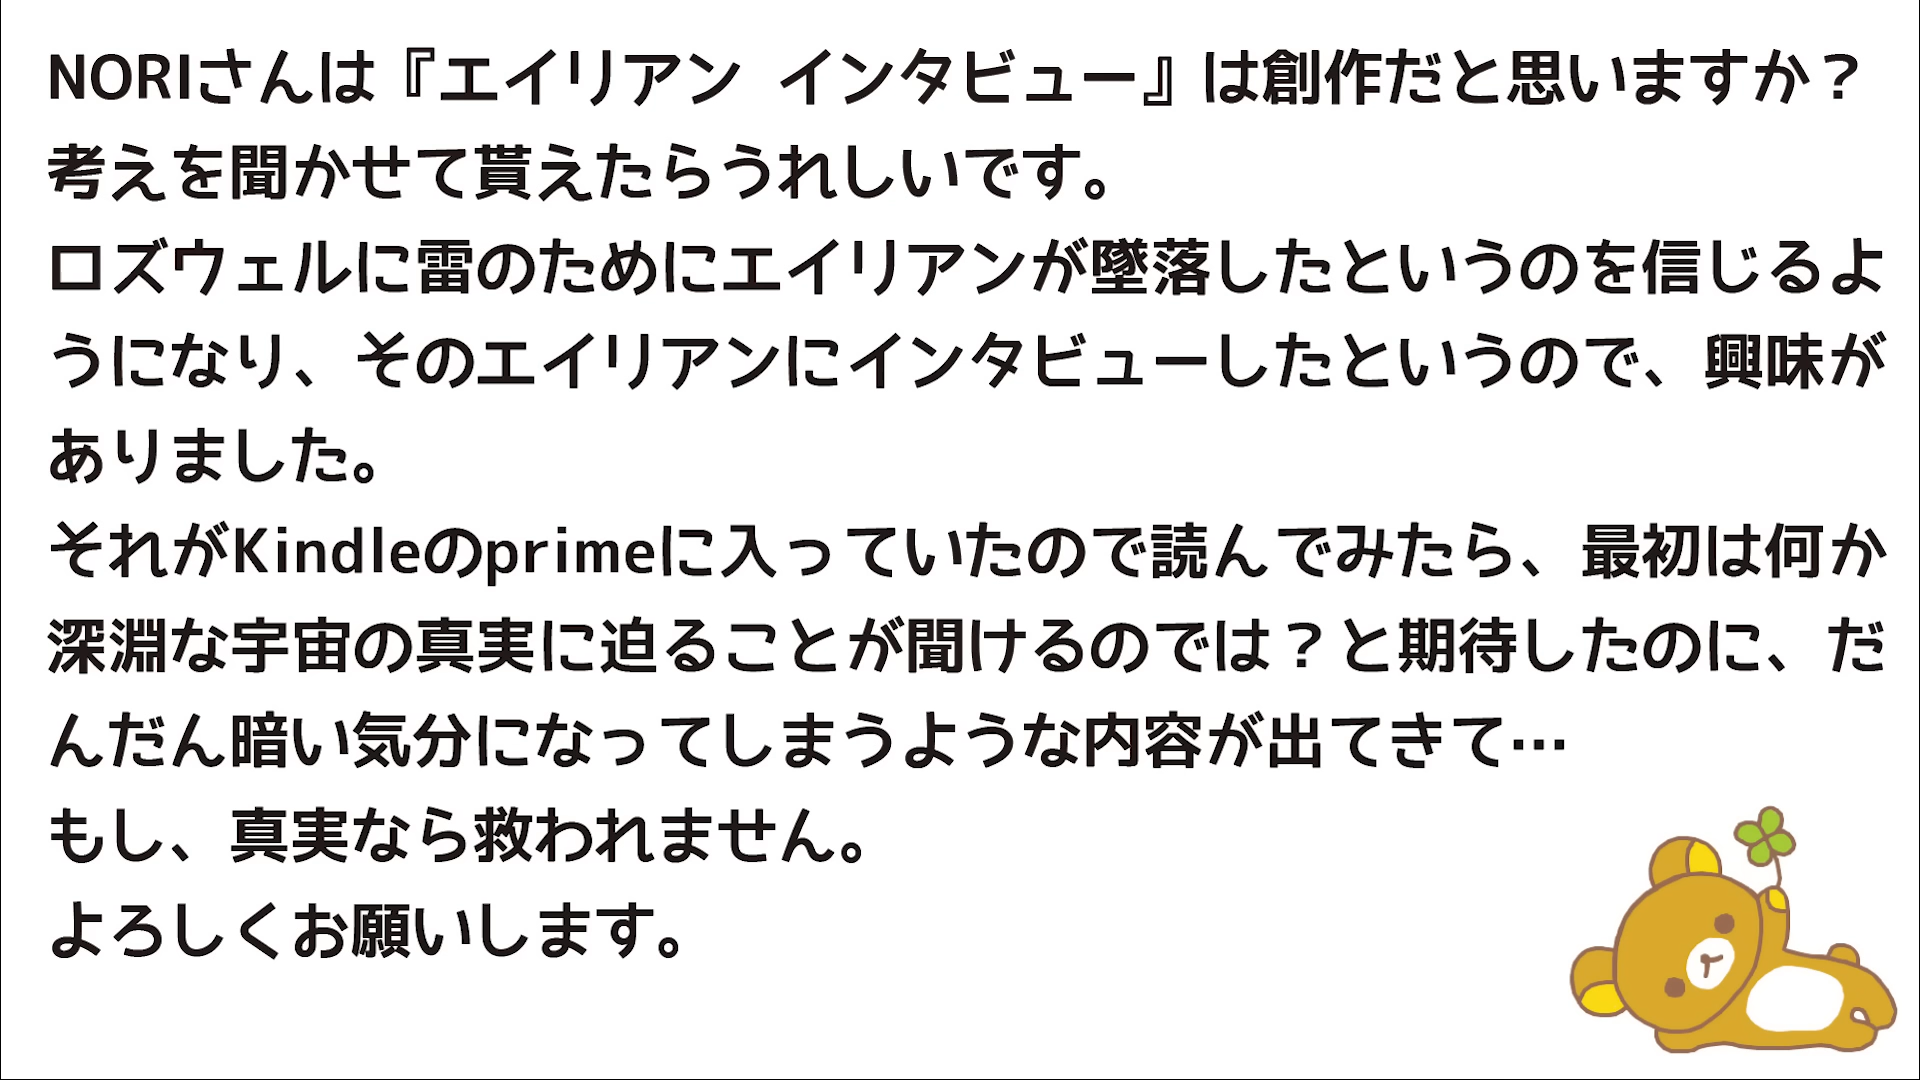 NORIさんは『エイリアン インタビュー』は創作だと思いますか？
考えを聞かせて貰えたらうれしいです。
ロズウェルに雷のためにエイリアンが墜落したというのを信じるよ
うになり、そのエイリアンにインタビューしたというので、興味が
ありました。
それがKindleのprimeに入っていたので読んでみたら、最初は何か
深淵な宇宙の真実に迫ることが聞けるのでは？と期待したのに、だ
んだん暗い気分になってしまうような内容が出てきて…
もし、真実なら救われません。
よろしくお願いします。